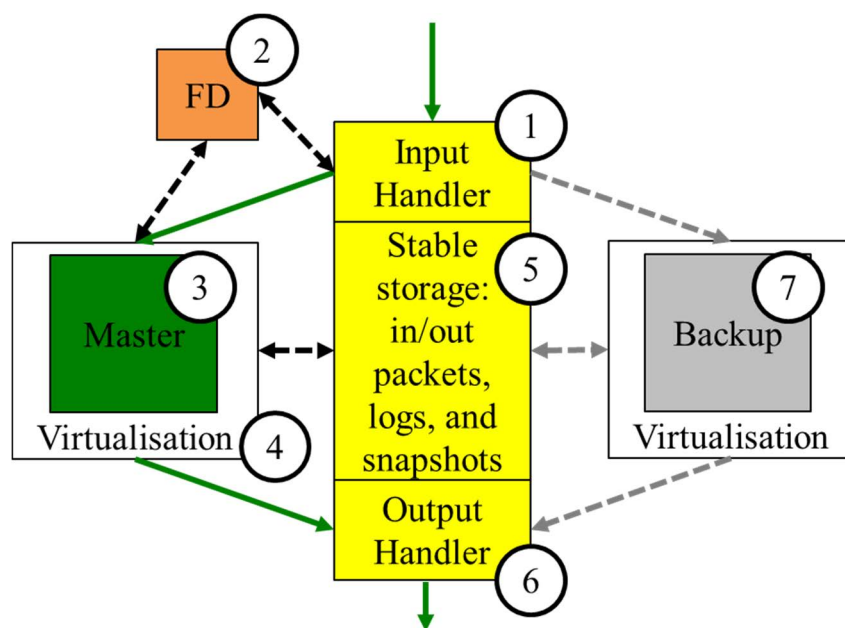 2
FD
1
Input
Handler
3
Master
Virtualisation
4
Stable
storage:
in/out
packets,
logs, and
snapshots
5
7
Backup
Virtualisation
Output
Handler
6